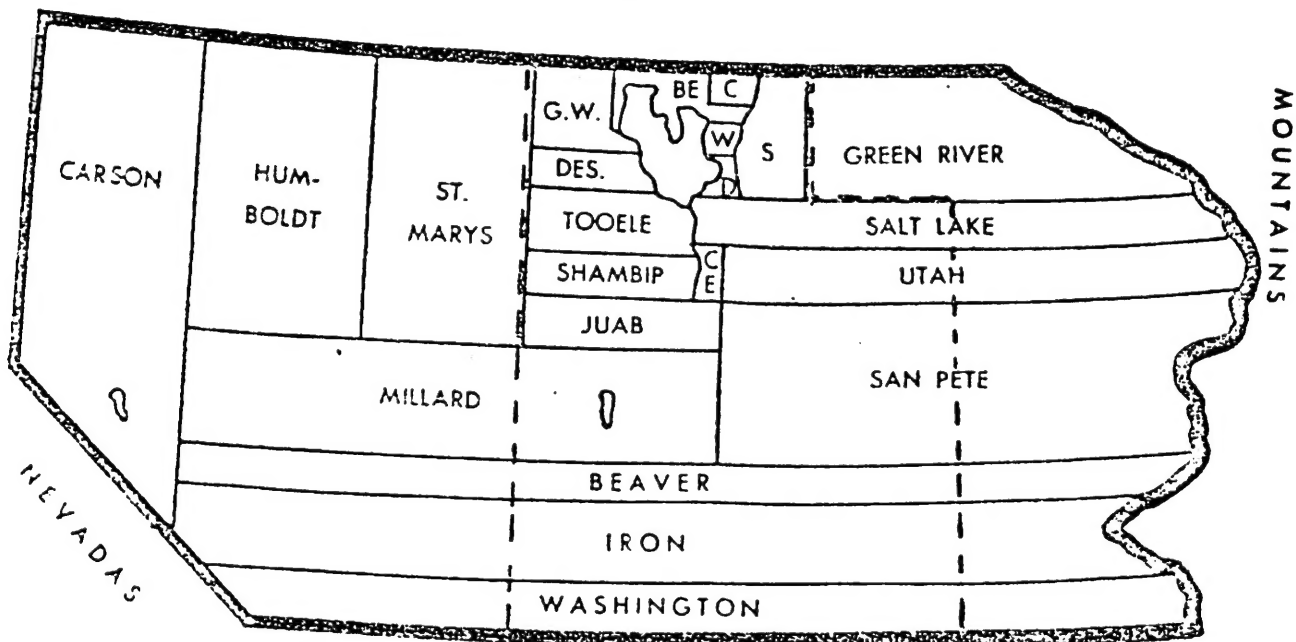 BE C
G.W.
W
CARSON
HUM-
BOLDT
ST.
MARYS
DES.
D
S
GREEN RIVER
MOUNTAINS
TOOELE
SALT LAKE
SHAMBIP
C
E
UTAH
JUAB
MILLARD
SAN PETE
NEVADAS
BEAVER
IRON
WASHINGTON